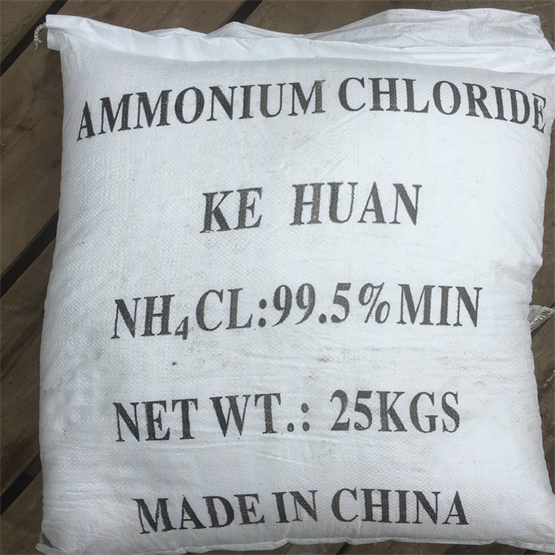 AMMONIUM CHLORIDE
KE HUAN
NH₄CL:99.5%MIN
NET WT.: 25KGS
MADE IN CHINA